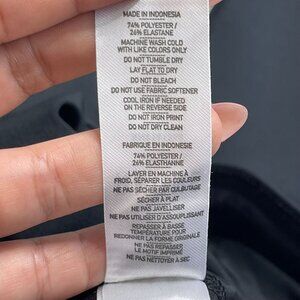 MADE IN INDONESIA
74% POLYESTER /
26% ELASTANE
MACHINE WASH COLD
WITH LIKE COLORS ONLY
DO NOT TUMBLE DRY
LAY FLAT TO DRY
DO NOT BLEACH
DO NOT USE FABRIC SOFTENER
COOL IRON IF NEEDED
ON THE REVERSE SIDE
DO NOT IRON PRINT
DO NOT DRY CLEAN
FABRIQUE EN INDONESIE
74% POLYESTER /
26% ELASTHANNE
LAVER EN MACHINE À
FROID, SÉPARER LES COULEURS
NE PAS SÉCHER PAR CULBUTAGE
SÉCHER À PLAT
NE PAS JAVELLISER
NE PAS UTILISER D'ASSOUPLISSANT
REPASSER À BASSE
TEMPÉRATURE POUR
REDONNER LA FORME ORIGINALE
NE PAS REPASSER
LE MOTIF IMPRIMÉ
NE PAS NETTOYER À SEC